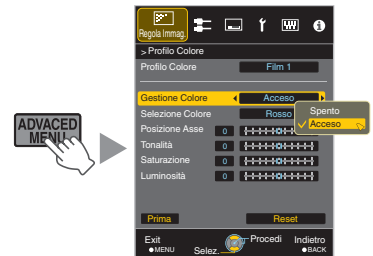 ADVACED
MENU
Regola Immag.
> Profilo Colore
Profilo Colore Film 1
Gestione Colore Acceso
Spento
Acceso
Selezione Colore Rosso
Posizione Asse 0
Tonalità 0
Saturazione 0
Luminosità 0
Prima Reset
Exit Procedi Indietro
MENU Selez. BACK